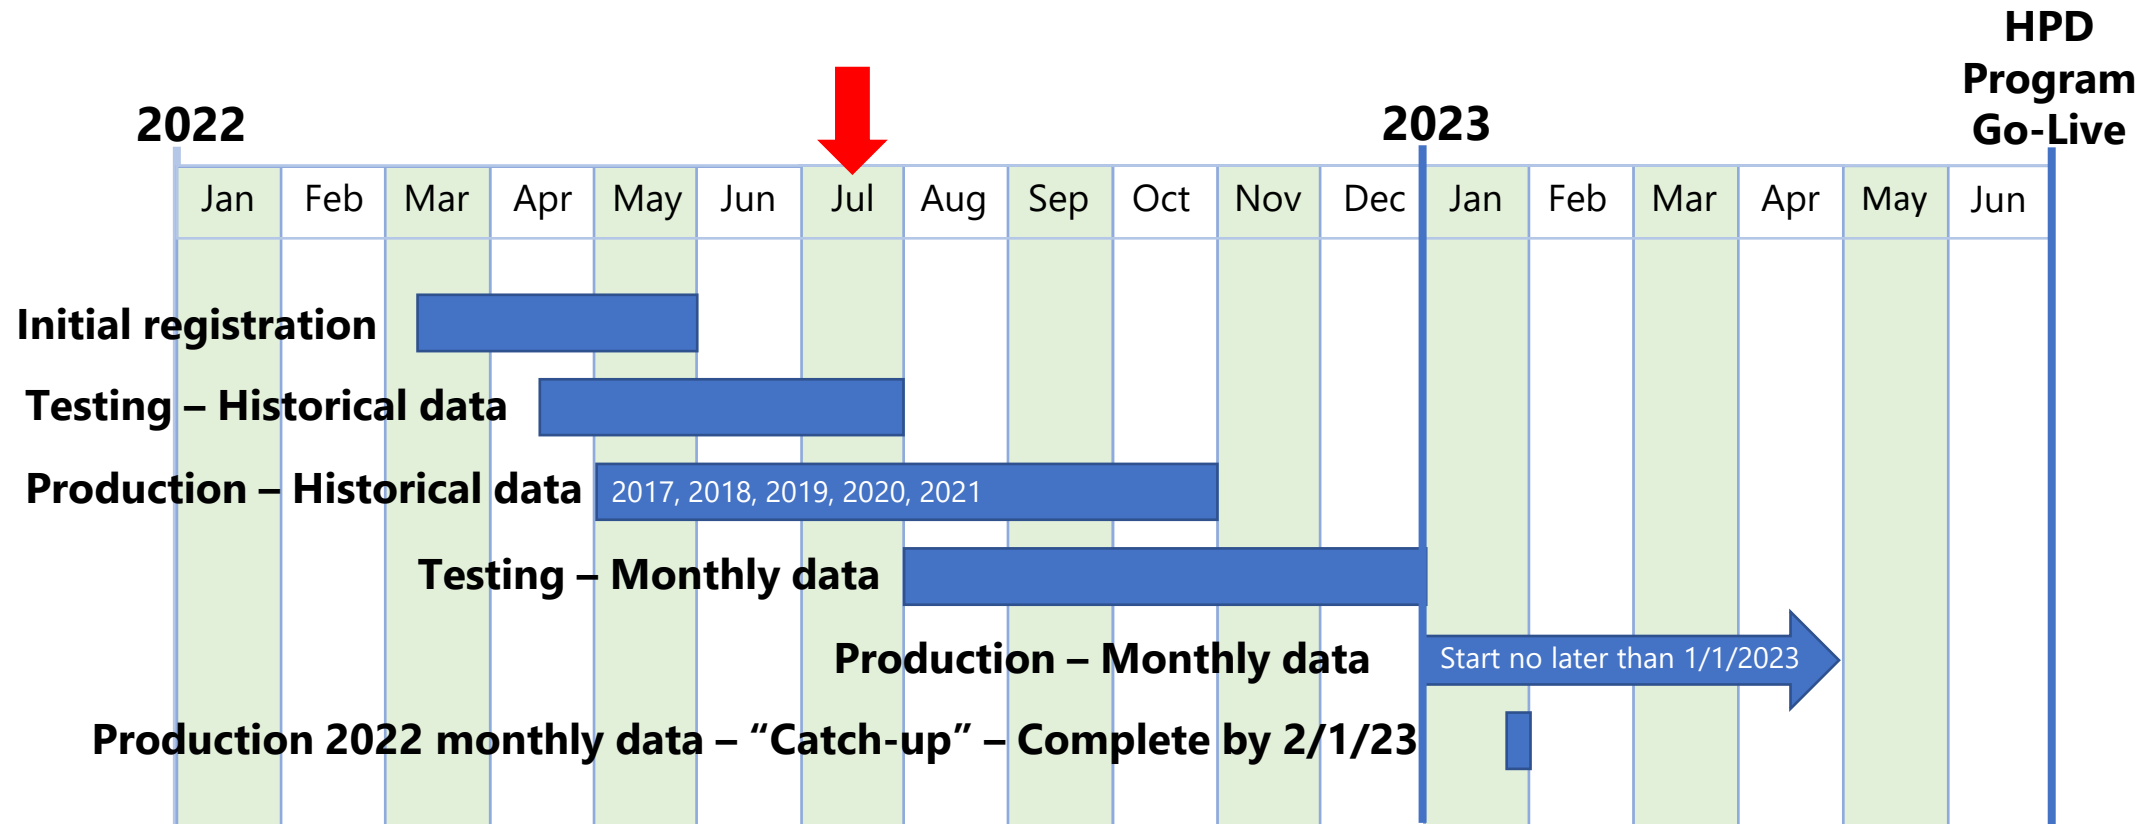 HPD
Program
Go-Live
2022
2023
Jan Feb Mar Apr May Jun Jul Aug Sep Oct Nov Dec Jan Feb Mar Apr May Jun
Initial registration
Testing – Historical data
Production – Historical data 2017, 2018, 2019, 2020, 2021
Testing – Monthly data
Production – Monthly data Start no later than 1/1/2023
Production 2022 monthly data – “Catch-up” – Complete by 2/1/23